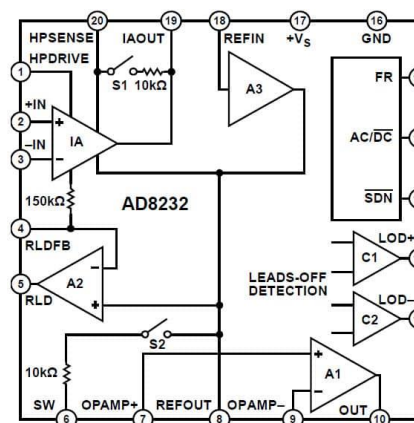 20 19 18 17 16
HPSENSE IAOUT REFIN +VS GND
HPDRIVE
1
S1 10kΩ
FR
A3
+IN
2
+
IA
AC/DC
–IN
3
–
150kΩ
AD8232
SDN
4
RLDFB
LOD+
C1
–
A2
5
RLD
LEADS-OFF
DETECTION
LOD–
+
C2
S2
10kΩ
+
A1
–
SW OPAMP+ REFOUT OPAMP– OUT
6 7 8 9 10